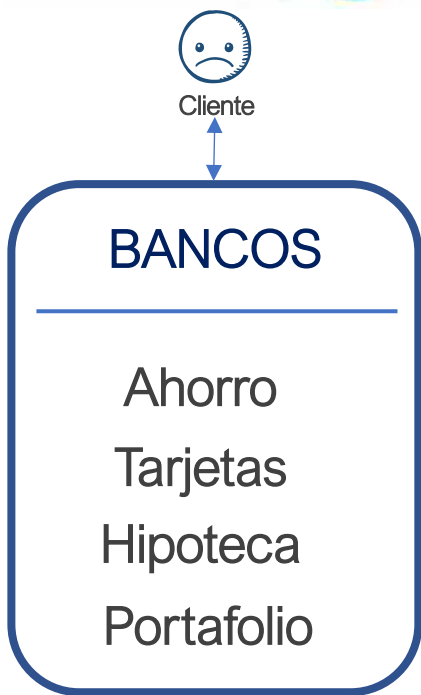 Cliente
BANCOS
Ahorro
Tarjetas
Hipoteca
Portafolio